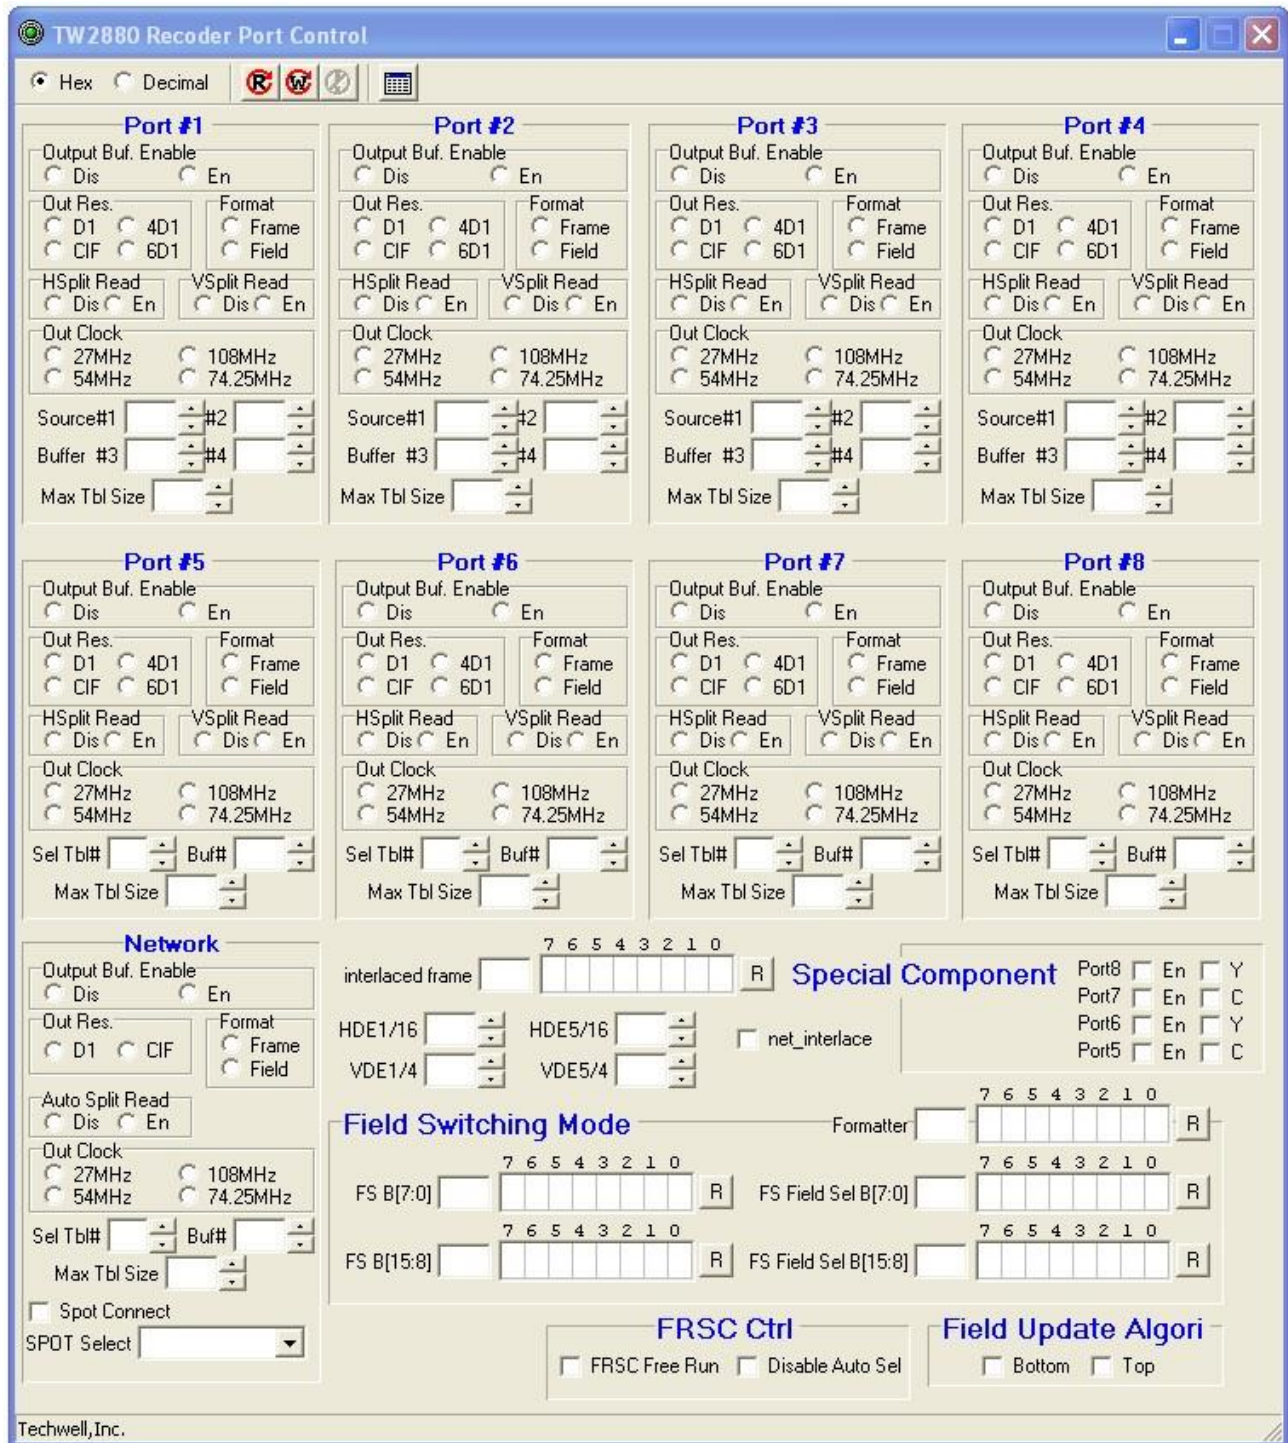 TW2880 Recoder Port Control
Hex Decimal R W
Port #1 Port #2 Port #3 Port #4
Output Buf. Enable Output Buf. Enable Output Buf. Enable Output Buf. Enable
Dis En Dis En Dis En Dis En
Out Res. Format Out Res. Format Out Res. Format Out Res. Format
D1 4D1 Frame D1 4D1 Frame D1 4D1 Frame D1 4D1 Frame
CIF 6D1 Field CIF 6D1 Field CIF 6D1 Field CIF 6D1 Field
HSplit Read VSplit Read HSplit Read VSplit Read HSplit Read VSplit Read HSplit Read VSplit Read
Dis En Dis En Dis En Dis En Dis En Dis En Dis En Dis En
Out Clock Out Clock Out Clock Out Clock
27MHz 108MHz 27MHz 108MHz 27MHz 108MHz 27MHz 108MHz
54MHz 74.25MHz 54MHz 74.25MHz 54MHz 74.25MHz 54MHz 74.25MHz
Source#1 #2 Source#1 #2 Source#1 #2 Source#1 #2
Buffer #3 #4 Buffer #3 #4 Buffer #3 #4 Buffer #3 #4
Max Tbl Size Max Tbl Size Max Tbl Size Max Tbl Size
Port #5 Port #6 Port #7 Port #8
Output Buf. Enable Output Buf. Enable Output Buf. Enable Output Buf. Enable
Dis En Dis En Dis En Dis En
Out Res. Format Out Res. Format Out Res. Format Out Res. Format
D1 4D1 Frame D1 4D1 Frame D1 4D1 Frame D1 4D1 Frame
CIF 6D1 Field CIF 6D1 Field CIF 6D1 Field CIF 6D1 Field
HSplit Read VSplit Read HSplit Read VSplit Read HSplit Read VSplit Read HSplit Read VSplit Read
Dis En Dis En Dis En Dis En Dis En Dis En Dis En Dis En
Out Clock Out Clock Out Clock Out Clock
27MHz 108MHz 27MHz 108MHz 27MHz 108MHz 27MHz 108MHz
54MHz 74.25MHz 54MHz 74.25MHz 54MHz 74.25MHz 54MHz 74.25MHz
Sel Tbl# Buf# Sel Tbl# Buf# Sel Tbl# Buf# Sel Tbl# Buf#
Max Tbl Size Max Tbl Size Max Tbl Size Max Tbl Size
Network
Output Buf. Enable
Dis En
Out Res. Format
D1 CIF Frame
Field
Auto Split Read
Dis En
Out Clock
27MHz 108MHz
54MHz 74.25MHz
Sel Tbl# Buf#
Max Tbl Size
Spot Connect
SPOT Select
7 6 5 4 3 2 1 0
interlaced frame R
HDE1/16 HDE5/16 net_interlace
VDE1/4 VDE5/4
Special Component
Port8 En Y
Port7 En C
Port6 En Y
Port5 En C
Field Switching Mode
7 6 5 4 3 2 1 0
Formatter R
7 6 5 4 3 2 1 0 7 6 5 4 3 2 1 0
FS B[7:0] R FS Field Sel B[7:0] R
7 6 5 4 3 2 1 0 7 6 5 4 3 2 1 0
FS B[15:8] R FS Field Sel B[15:8] R
FRSC Ctrl Field Update Algori
FRSC Free Run Disable Auto Sel Bottom Top
Techwell,Inc.